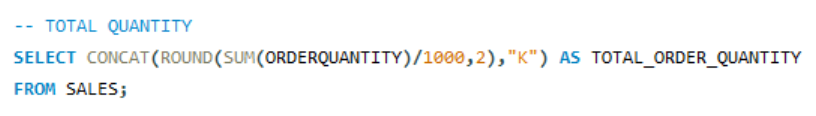 -- TOTAL QUANTITY
SELECT CONCAT(ROUND(SUM(ORDERQUANTITY)/1000,2),"K") AS TOTAL_ORDER_QUANTITY
FROM SALES;